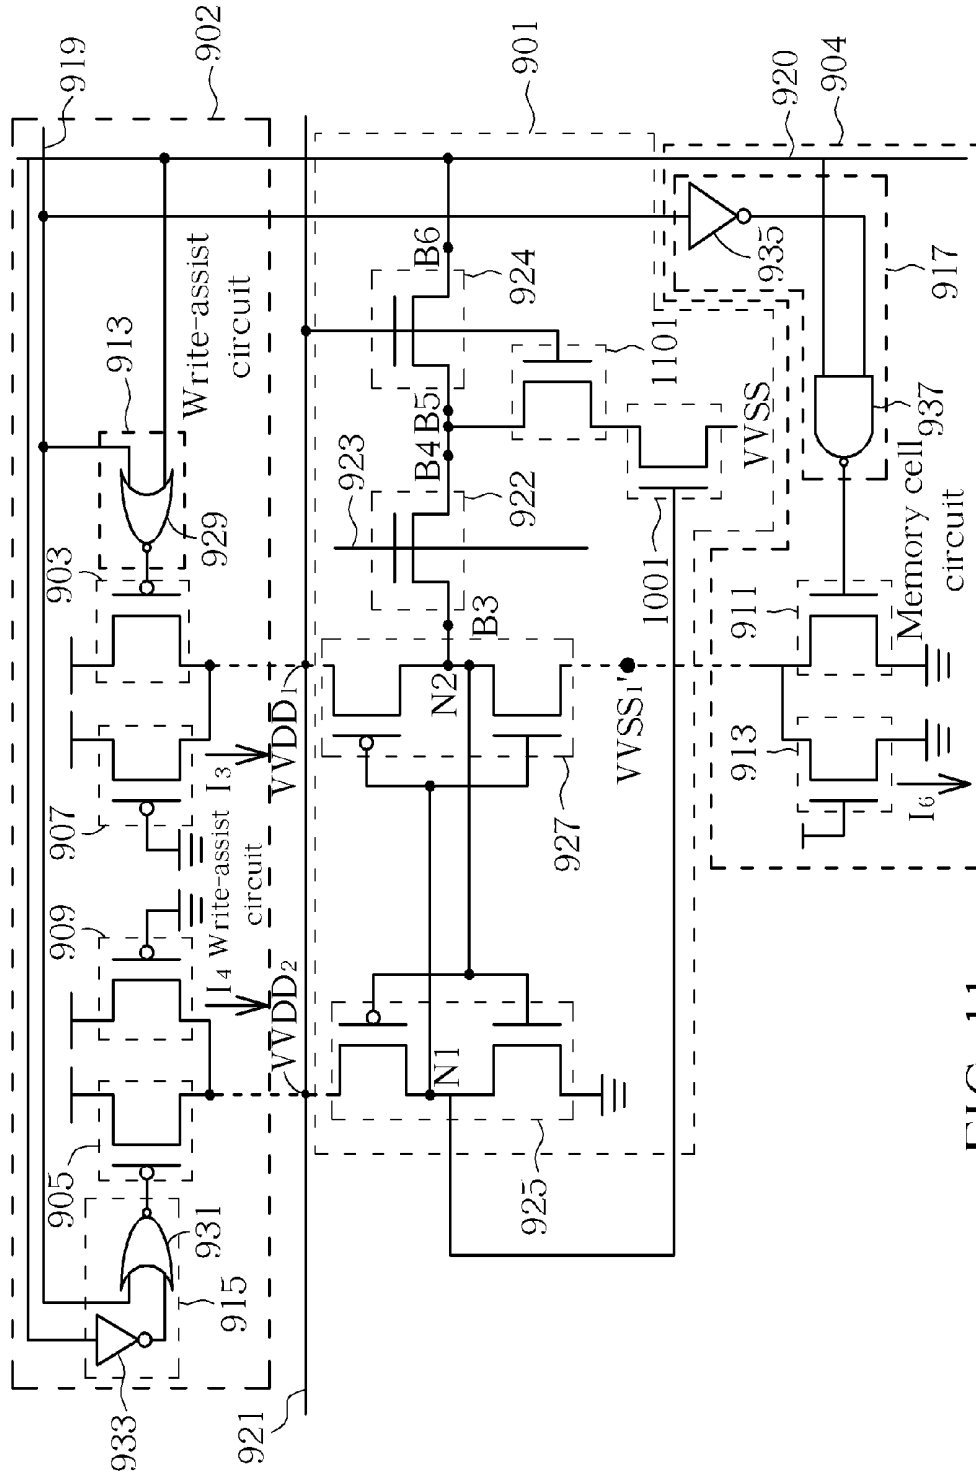 933
905
931
915
909
I4 Write-assist
circuit
907
I3
903
929
913
Write-assist
circuit
919
902
921
VVDD2
VVDD1
925
N1
N2
927
B3
923
922
B4
B5
B6
924
901
1001
1101
VVSS
VVSS1'
913
911
I6
Memory cell
circuit
935
937
917
920
904
FIG. 11